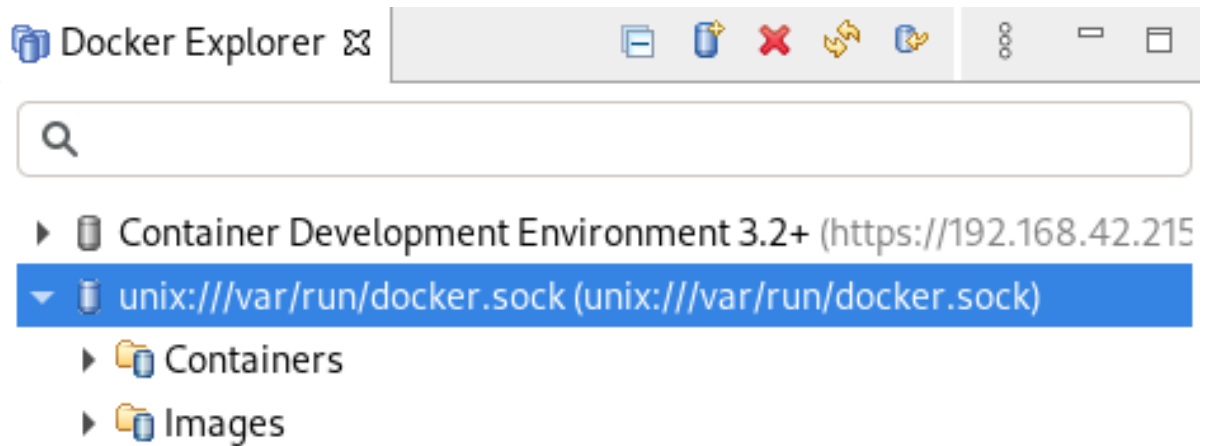 Docker Explorer
Container Development Environment 3.2+ (https://192.168.42.215
unix:///var/run/docker.sock (unix:///var/run/docker.sock)
Containers
Images